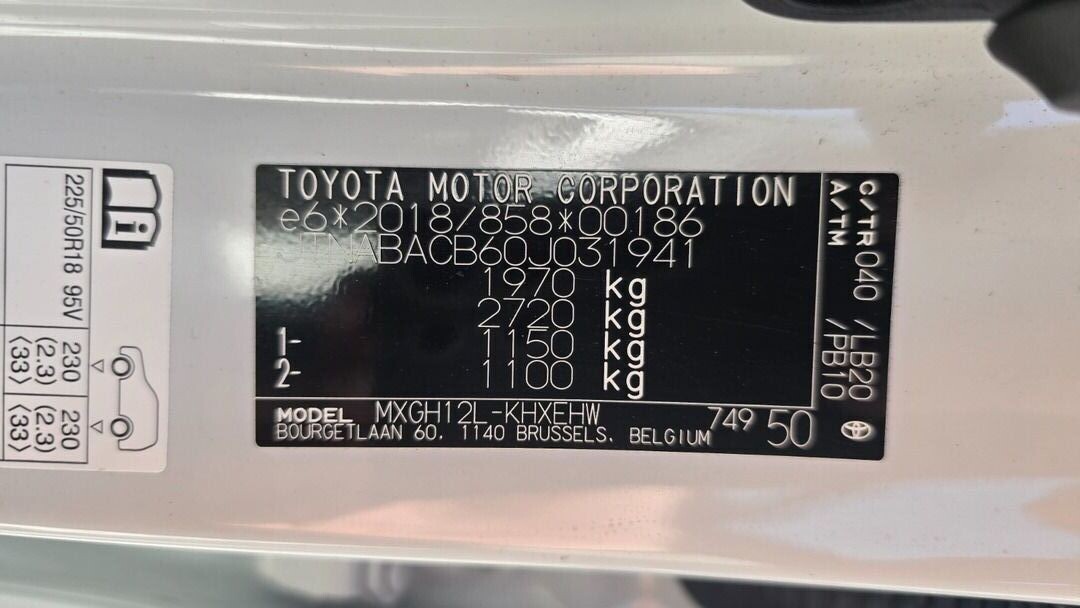 TOYOTA MOTOR CORPORATION
e6*2018/858*00186
JTNABACB60J031941
1970 kg
2720 kg
1- 1150 kg
2- 1100 kg
MODEL MXGH12L-KHXEHW
BOURGETLAAN 60, 1140 BRUSSELS, BELGIUM
749 50
C/TR 040 /LB20
A/TM /PB10
225/50R18 95V
230 (2.3) (33)
230 (2.3) (33)
i